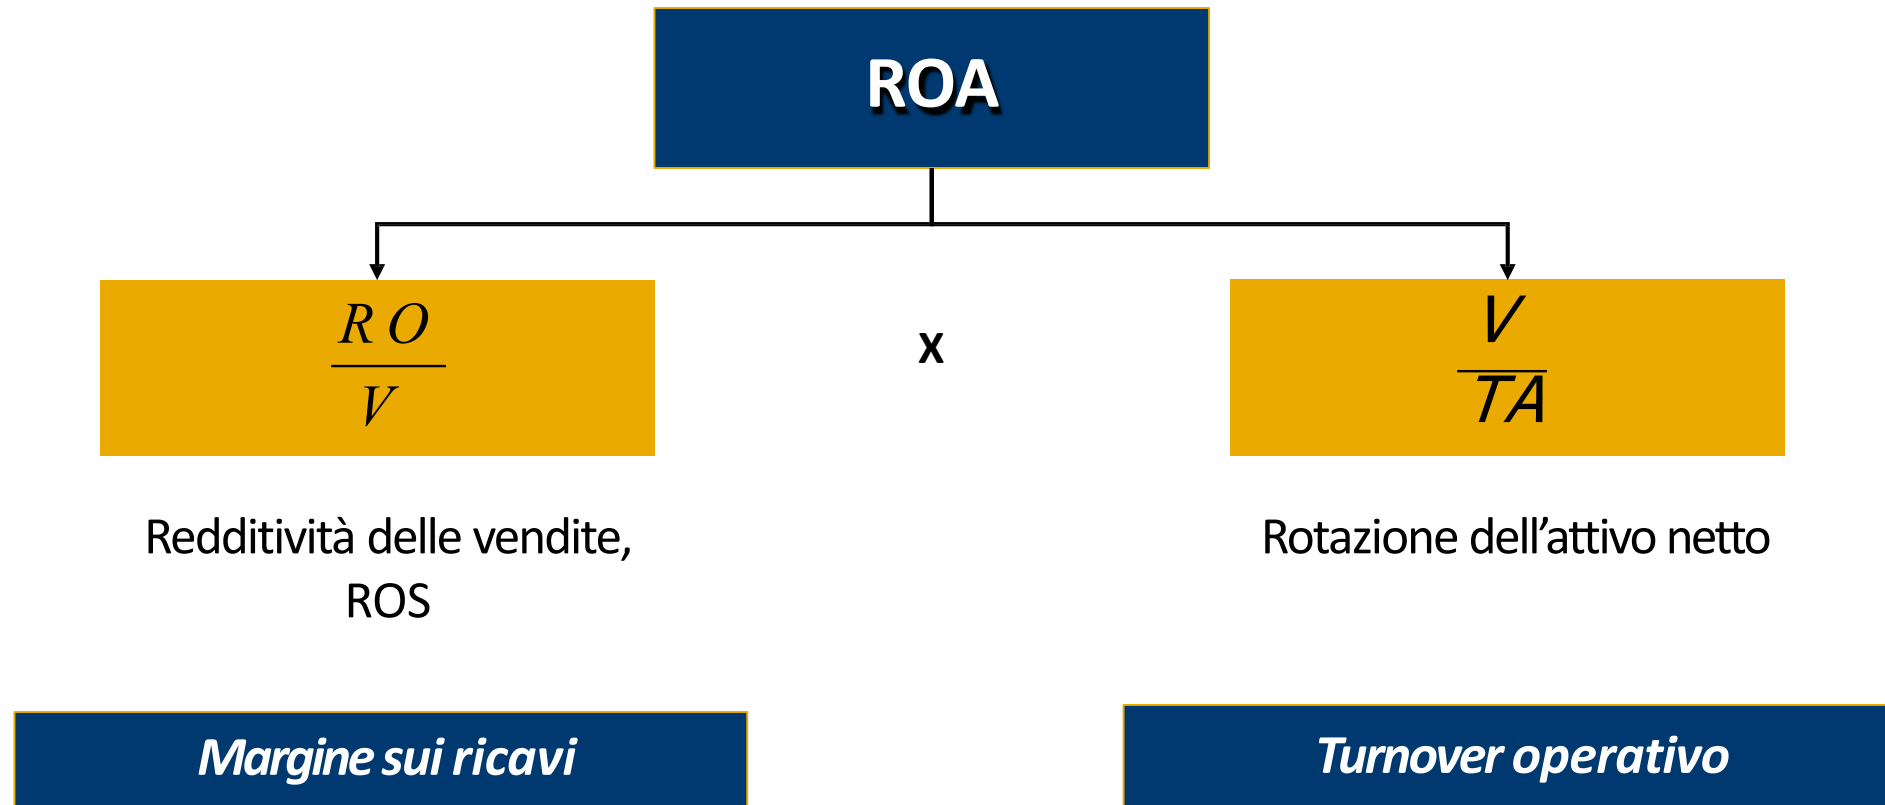 ROA
R O
V
X
V
TA
Redditività delle vendite,
ROS
Rotazione dell’attivo netto
Margine sui ricavi
Turnover operativo